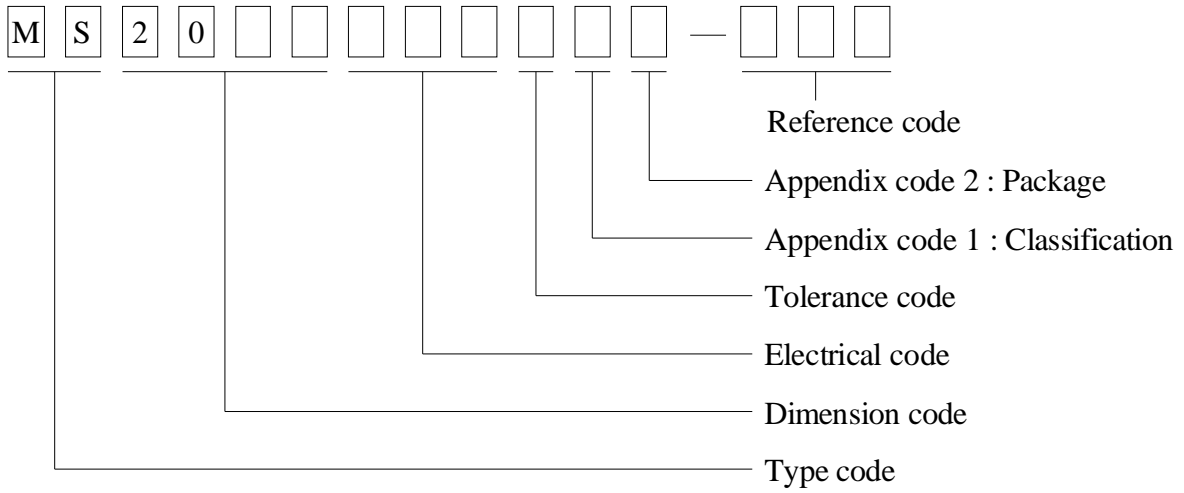 M S 2 0 —
Reference code
Appendix code 2 : Package
Appendix code 1 : Classification
Tolerance code
Electrical code
Dimension code
Type code